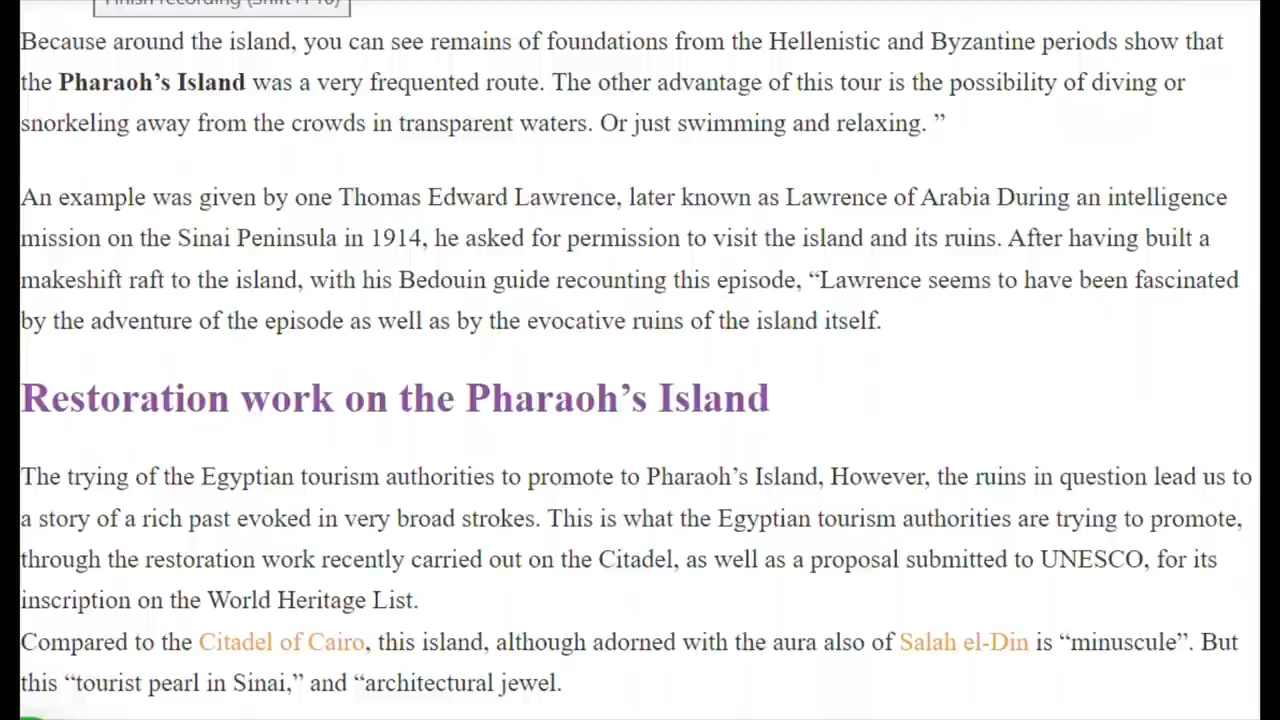 Finish recording (Shift+F10)
Because around the island, you can see remains of foundations from the Hellenistic and Byzantine periods show that
the Pharaoh’s Island was a very frequented route. The other advantage of this tour is the possibility of diving or
snorkeling away from the crowds in transparent waters. Or just swimming and relaxing. ”
An example was given by one Thomas Edward Lawrence, later known as Lawrence of Arabia During an intelligence
mission on the Sinai Peninsula in 1914, he asked for permission to visit the island and its ruins. After having built a
makeshift raft to the island, with his Bedouin guide recounting this episode, “Lawrence seems to have been fascinated
by the adventure of the episode as well as by the evocative ruins of the island itself.
Restoration work on the Pharaoh’s Island
The trying of the Egyptian tourism authorities to promote to Pharaoh’s Island, However, the ruins in question lead us to
a story of a rich past evoked in very broad strokes. This is what the Egyptian tourism authorities are trying to promote,
through the restoration work recently carried out on the Citadel, as well as a proposal submitted to UNESCO, for its
inscription on the World Heritage List.
Compared to the Citadel of Cairo, this island, although adorned with the aura also of Salah el-Din is “minuscule”. But
this “tourist pearl in Sinai,” and “architectural jewel.